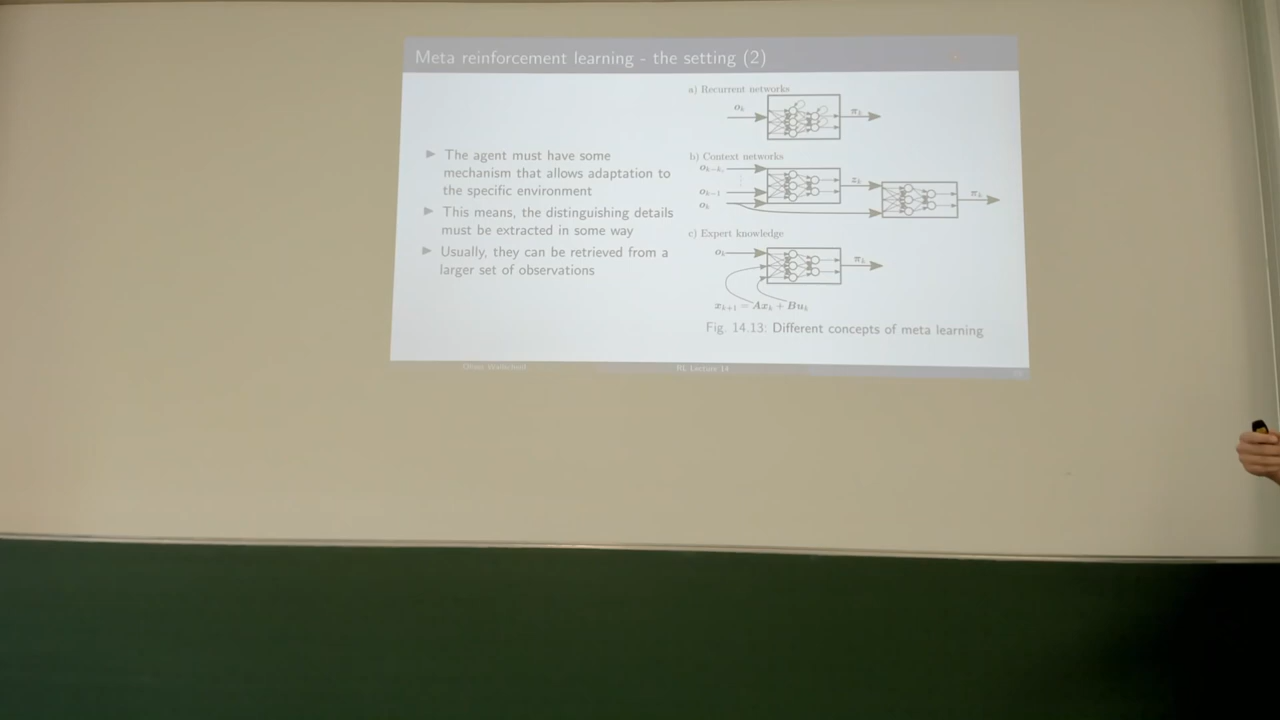 Meta reinforcement learning - the setting (2)
▶ The agent must have some
mechanism that allows adaptation to
the specific environment
▶ This means, the distinguishing details
must be extracted in some way
▶ Usually, they can be retrieved from a
larger set of observations
a) Recurrent networks
o_k
π_k
b) Context networks
o_{k-1}
o_k
z_k
π_k
c) Expert knowledge
o_k
π_k
x_{k+1} = Ax_k + Bu_k
Fig. 14.13: Different concepts of meta learning
RL Lecture 14